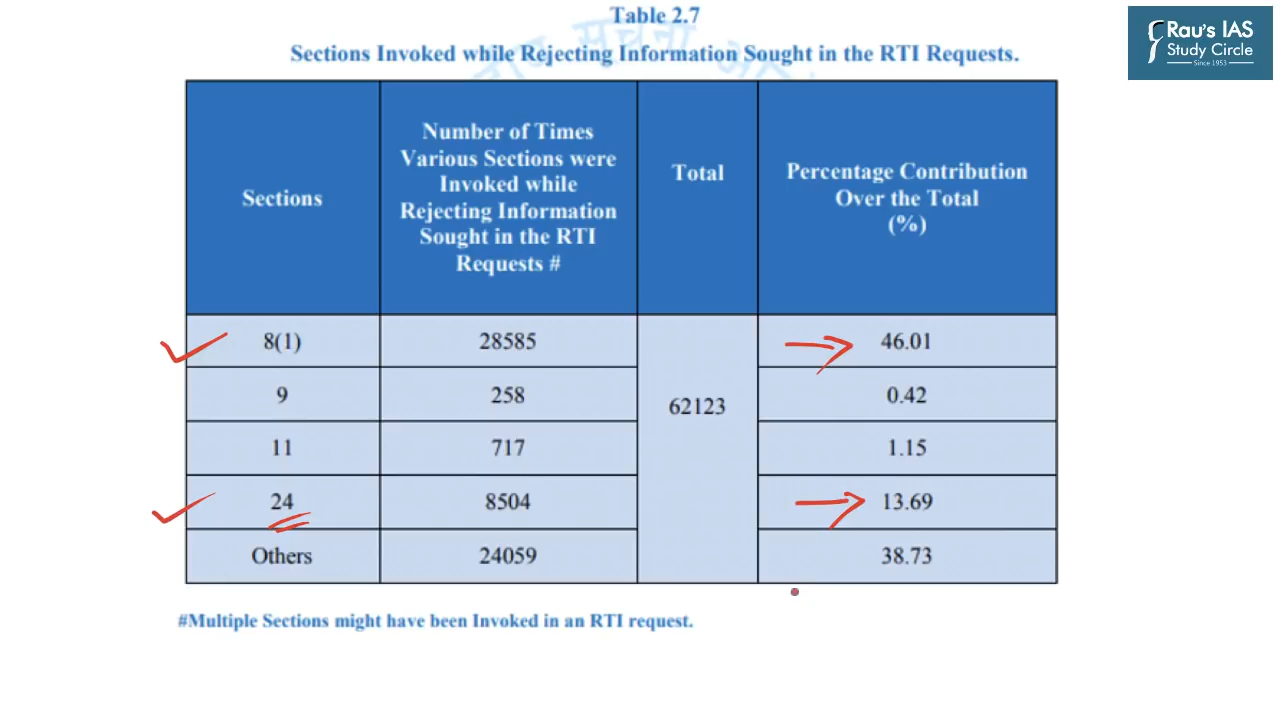 Table 2.7
Rau's IAS
Study Circle
Since 1953
Sections Invoked while Rejecting Information Sought in the RTI Requests.
Sections
Number of Times
Various Sections were
Invoked while
Rejecting Information
Sought in the RTI
Requests #
Total
Percentage Contribution
Over the Total
(%)
8(1) 28585 46.01
9 258 0.42
62123
11 717 1.15
24 8504 13.69
Others 24059 38.73
#Multiple Sections might have been Invoked in an RTI request.